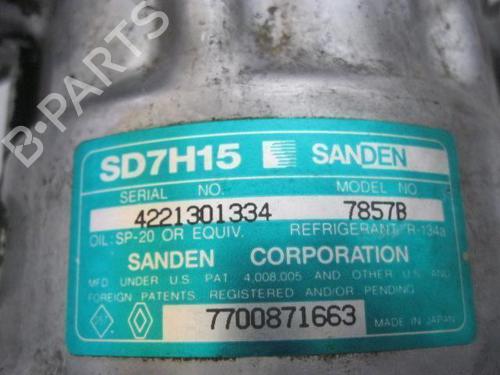 B-PARTS
SD7H15 SANDEN
SERIAL NO. MODEL NO
4221301334 7857B
OIL: SP-20 OR EQUIV. REFRIGERANT R-134a
SANDEN CORPORATION
MFD UNDER U.S. PAT. 4,008,005 AND OTHER U.S. AND
FOREIGN PATENTS. REGISTERED AND/OR PENDING
7700871663 MADE IN JAPAN